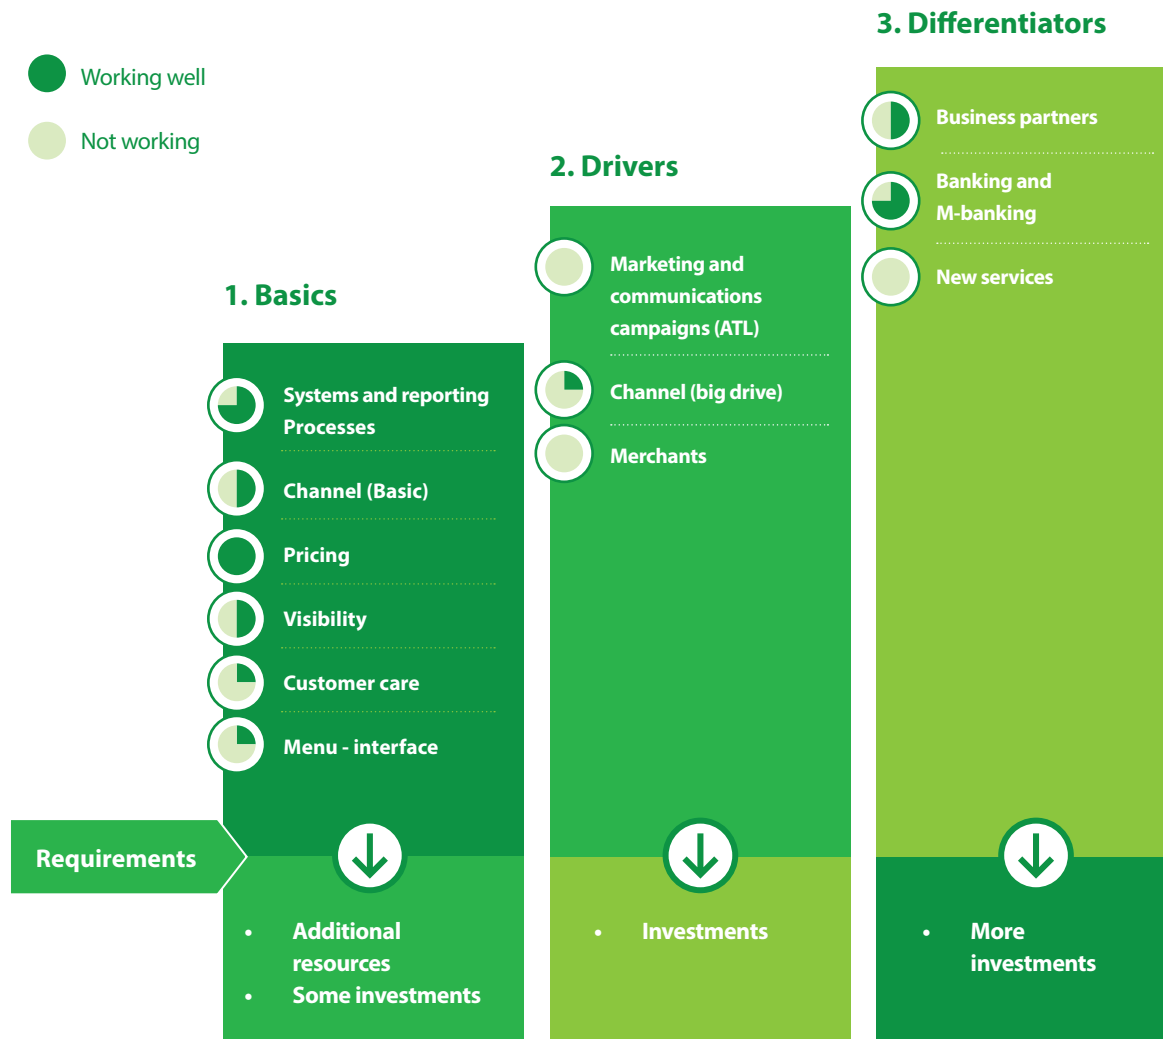 Working well
Not working
1. Basics
Systems and reporting
Processes
Channel (Basic)
Pricing
Visibility
Customer care
Menu - interface
2. Drivers
Marketing and
communications
campaigns (ATL)
Channel (big drive)
Merchants
3. Differentiators
Business partners
Banking and
M-banking
New services
Requirements
• Additional
resources
• Some investments
• Investments
• More
investments